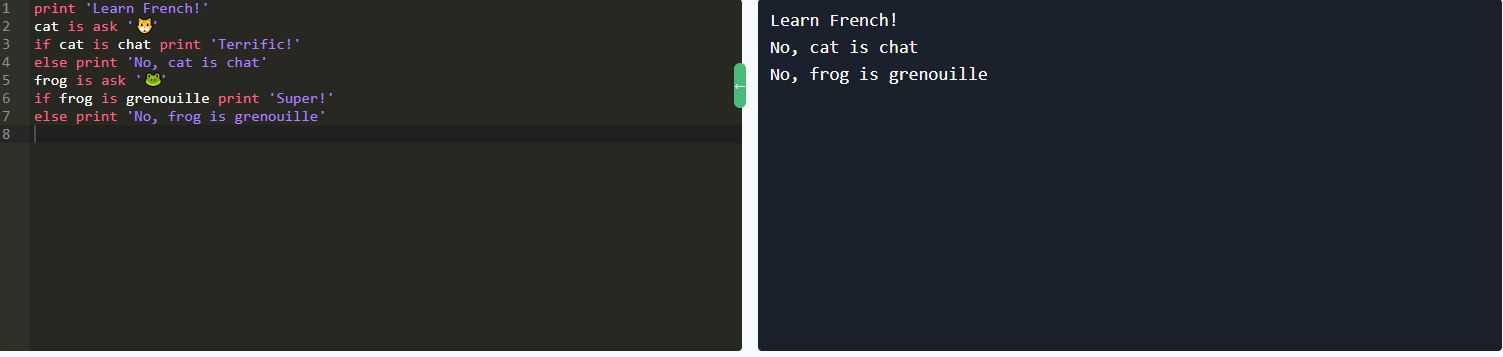 1 print 'Learn French!'
2 cat is ask '🐱'
3 if cat is chat print 'Terrific!'
4 else print 'No, cat is chat'
5 frog is ask '🐸'
6 if frog is grenouille print 'Super!'
7 else print 'No, frog is grenouille'
8
←
Learn French!
No, cat is chat
No, frog is grenouille